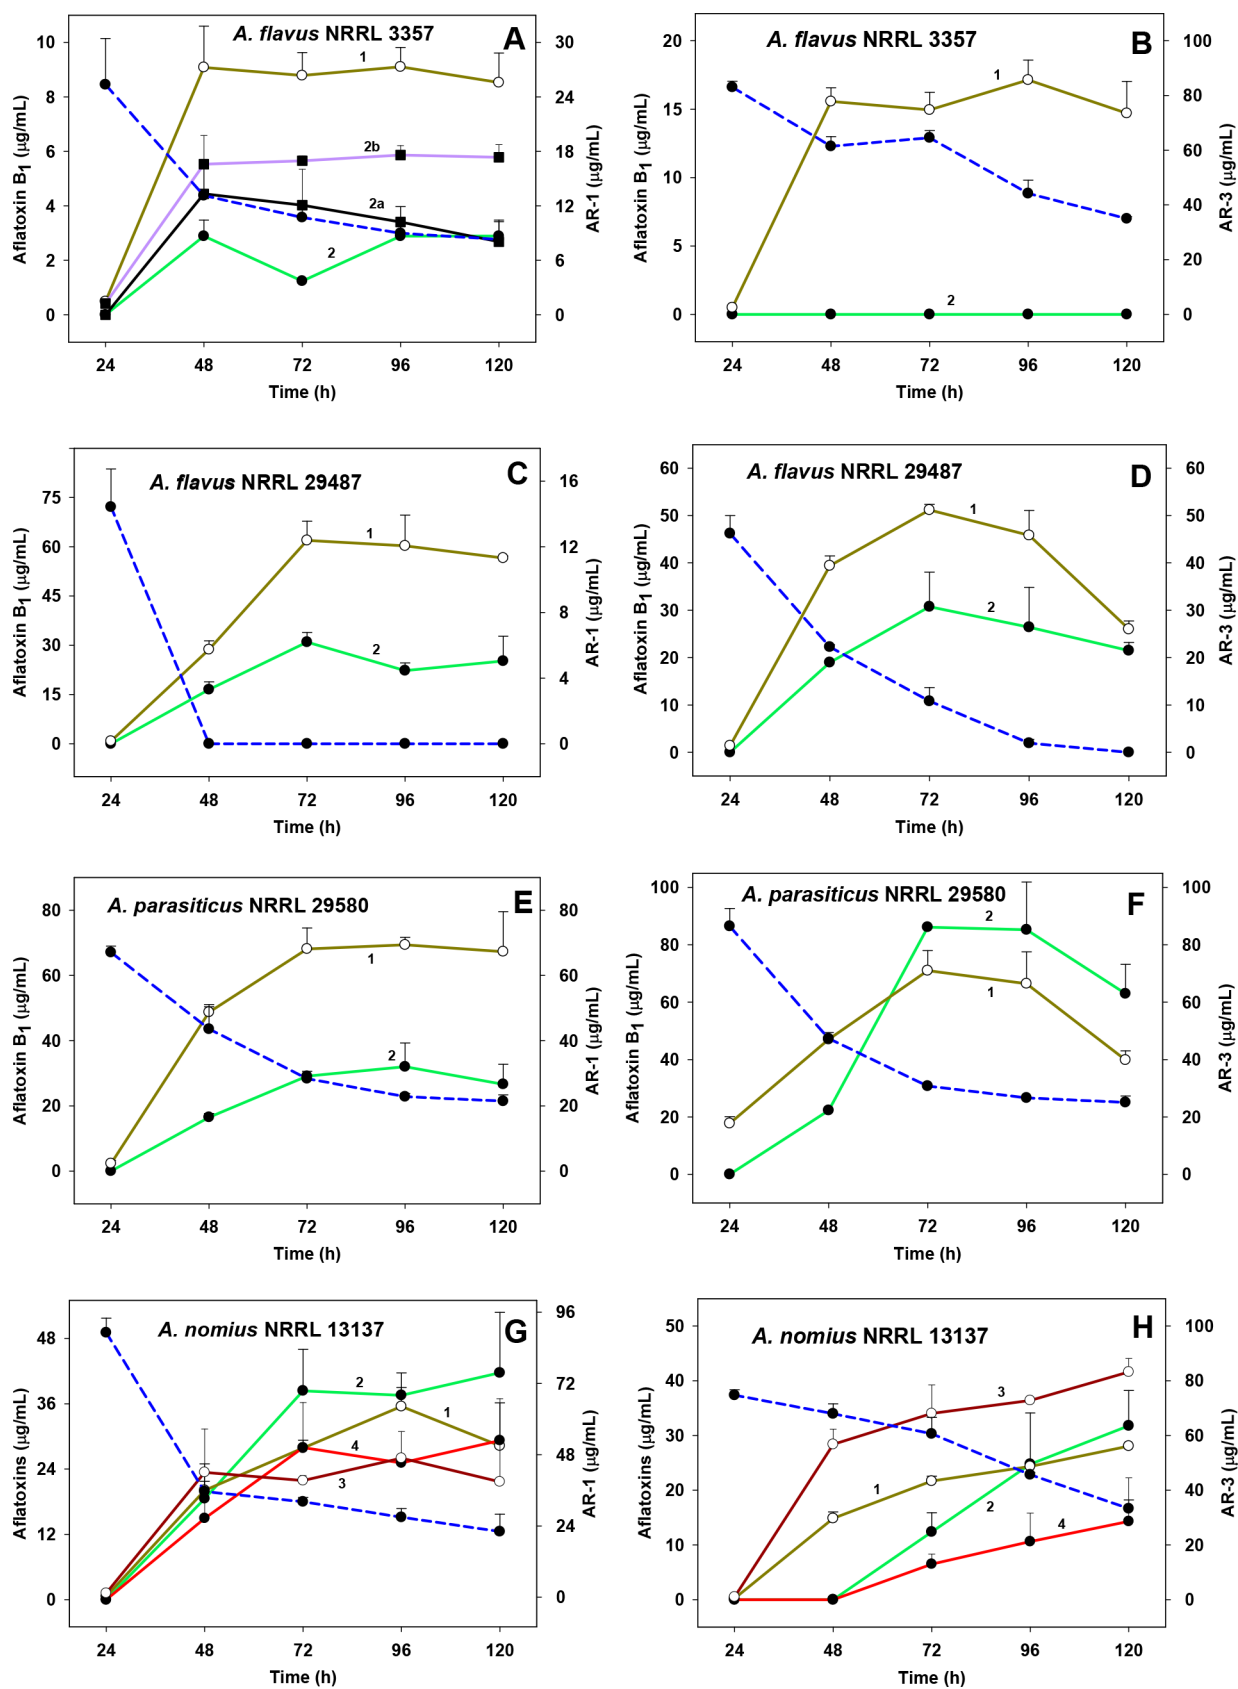 A. flavus NRRL 3357
A
10
8
6
4
2
0
30
24
18
12
6
0
1
2b
2a
2
24 48 72 96 120
Time (h)
Aflatoxin B1 (μg/mL)
AR-1 (μg/mL)
A. flavus NRRL 3357
B
20
15
10
5
0
100
80
60
40
20
0
1
2
24 48 72 96 120
Time (h)
Aflatoxin B1 (μg/mL)
AR-3 (μg/mL)
A. flavus NRRL 29487
C
75
60
45
30
15
0
16
12
8
4
0
1
2
24 48 72 96 120
Time (h)
Aflatoxin B1 (μg/mL)
AR-1 (μg/mL)
A. flavus NRRL 29487
D
60
50
40
30
20
10
0
60
50
40
30
20
10
0
1
2
24 48 72 96 120
Time (h)
Aflatoxin B1 (μg/mL)
AR-3 (μg/mL)
A. parasiticus NRRL 29580
E
80
60
40
20
0
80
60
40
20
0
1
2
24 48 72 96 120
Time (h)
Aflatoxin B1 (μg/mL)
AR-1 (μg/mL)
A. parasiticus NRRL 29580
F
100
80
60
40
20
0
100
80
60
40
20
0
2
1
24 48 72 96 120
Time (h)
Aflatoxin B1 (μg/mL)
AR-3 (μg/mL)
A. nomius NRRL 13137
G
48
36
24
12
0
96
72
48
24
0
2
1
4
3
24 48 72 96 120
Time (h)
Aflatoxins (μg/mL)
AR-1 (μg/mL)
A. nomius NRRL 13137
H
50
40
30
20
10
0
100
80
60
40
20
0
3
1
2
4
24 48 72 96 120
Time (h)
Aflatoxins (μg/mL)
AR-3 (μg/mL)